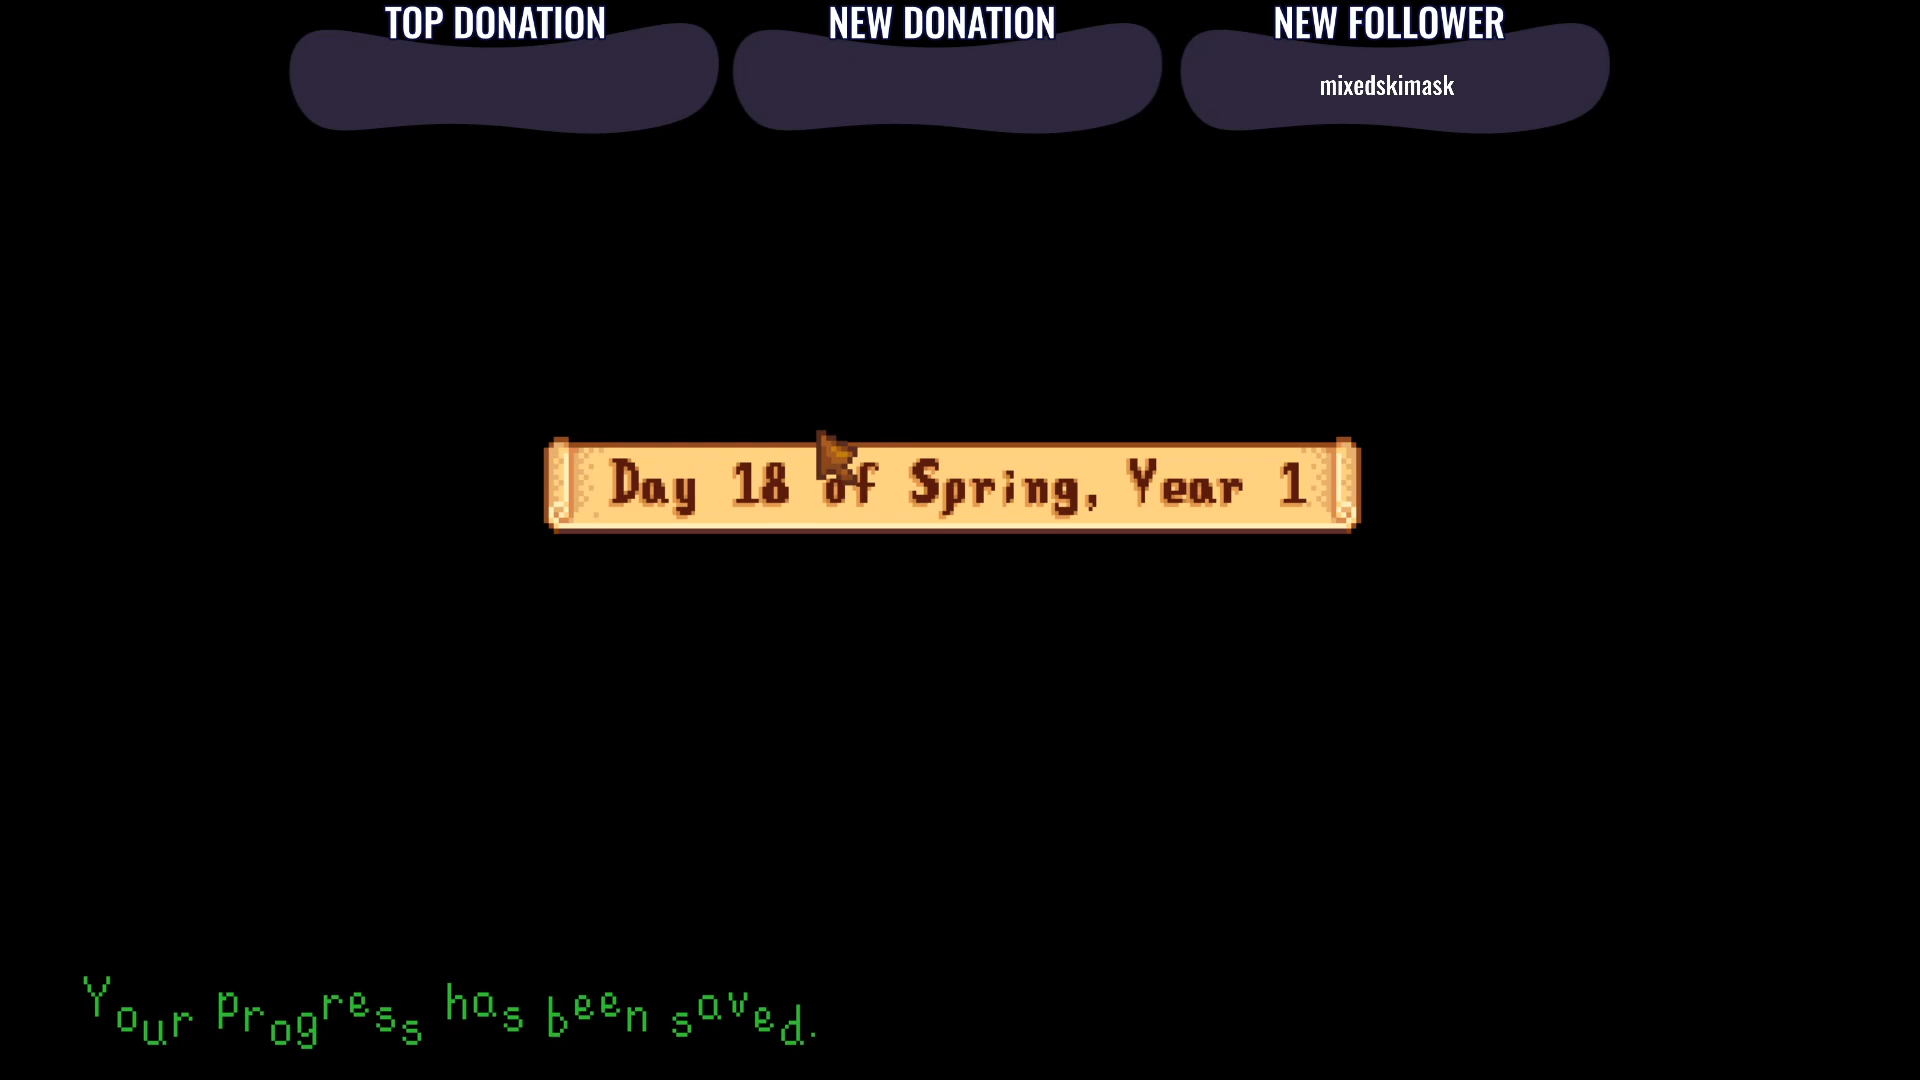 TOP DONATION
NEW DONATION
NEW FOLLOWER
mixedskimask
Day 18 of Spring, Year 1
Your progress has been saved.